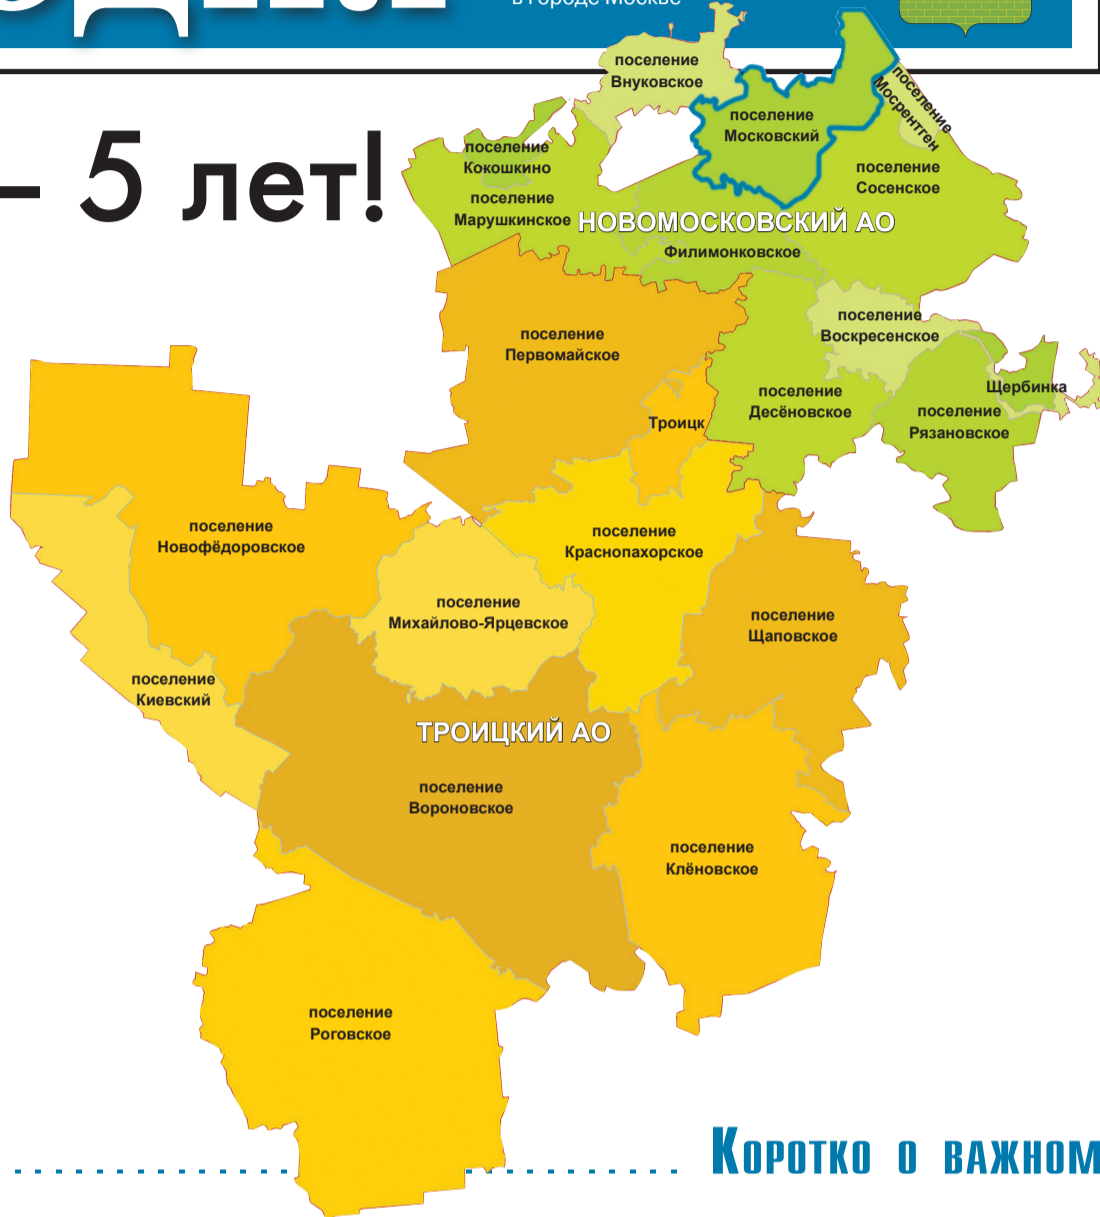 в городе Москве
– 5 лет!
поселение
Внуковское
поселение
Московский
поселение
Мосрентген
поселение
Кокошкино
поселение
Сосенское
поселение
Марушкинское
НОВОМОСКОВСКИЙ АО
Филимонковское
поселение
Воскресенское
поселение
Первомайское
Щербинка
поселение
Десёновское
поселение
Рязановское
Троицк
поселение
Новофёдоровское
поселение
Краснопахорское
поселение
Михайлово-Ярцевское
поселение
Щаповское
поселение
Киевский
ТРОИЦКИЙ АО
поселение
Вороновское
поселение
Клёновское
поселение
Роговское
Коротко о важном